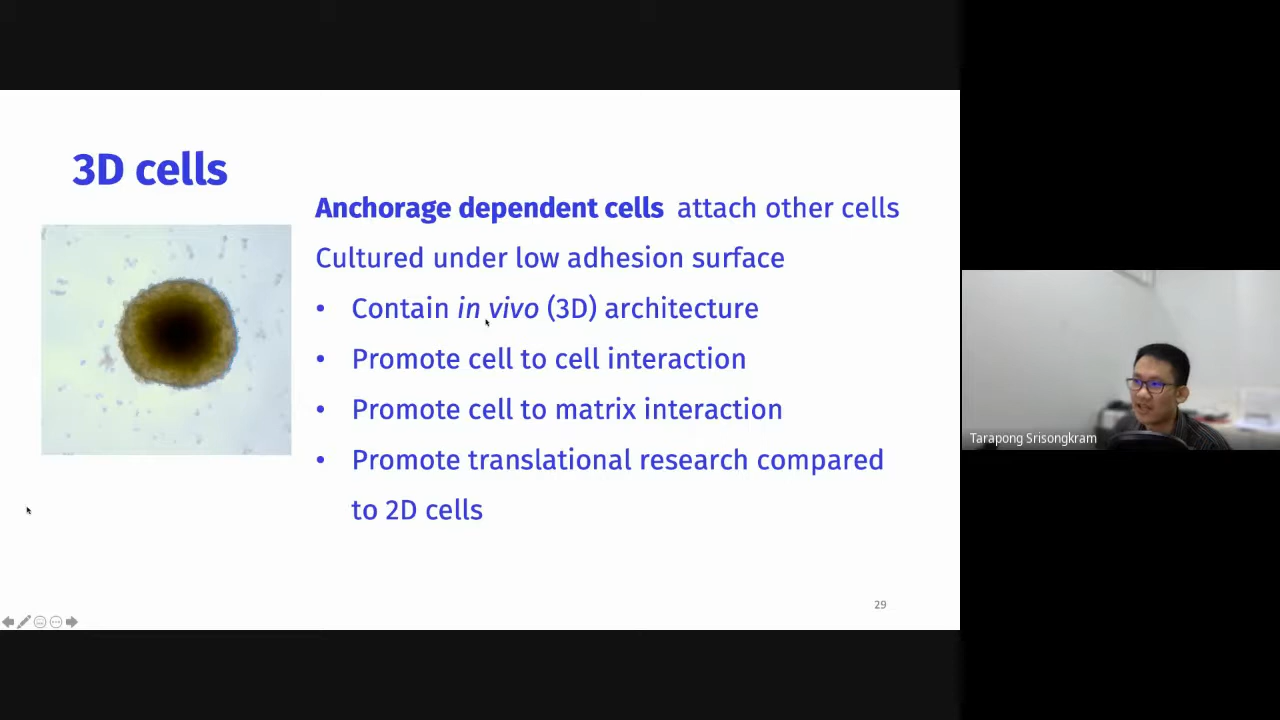 3D cells
Anchorage dependent cells attach other cells
Cultured under low adhesion surface
• Contain in vivo (3D) architecture
• Promote cell to cell interaction
• Promote cell to matrix interaction
• Promote translational research compared
to 2D cells
29
Tarapong Srisongkram